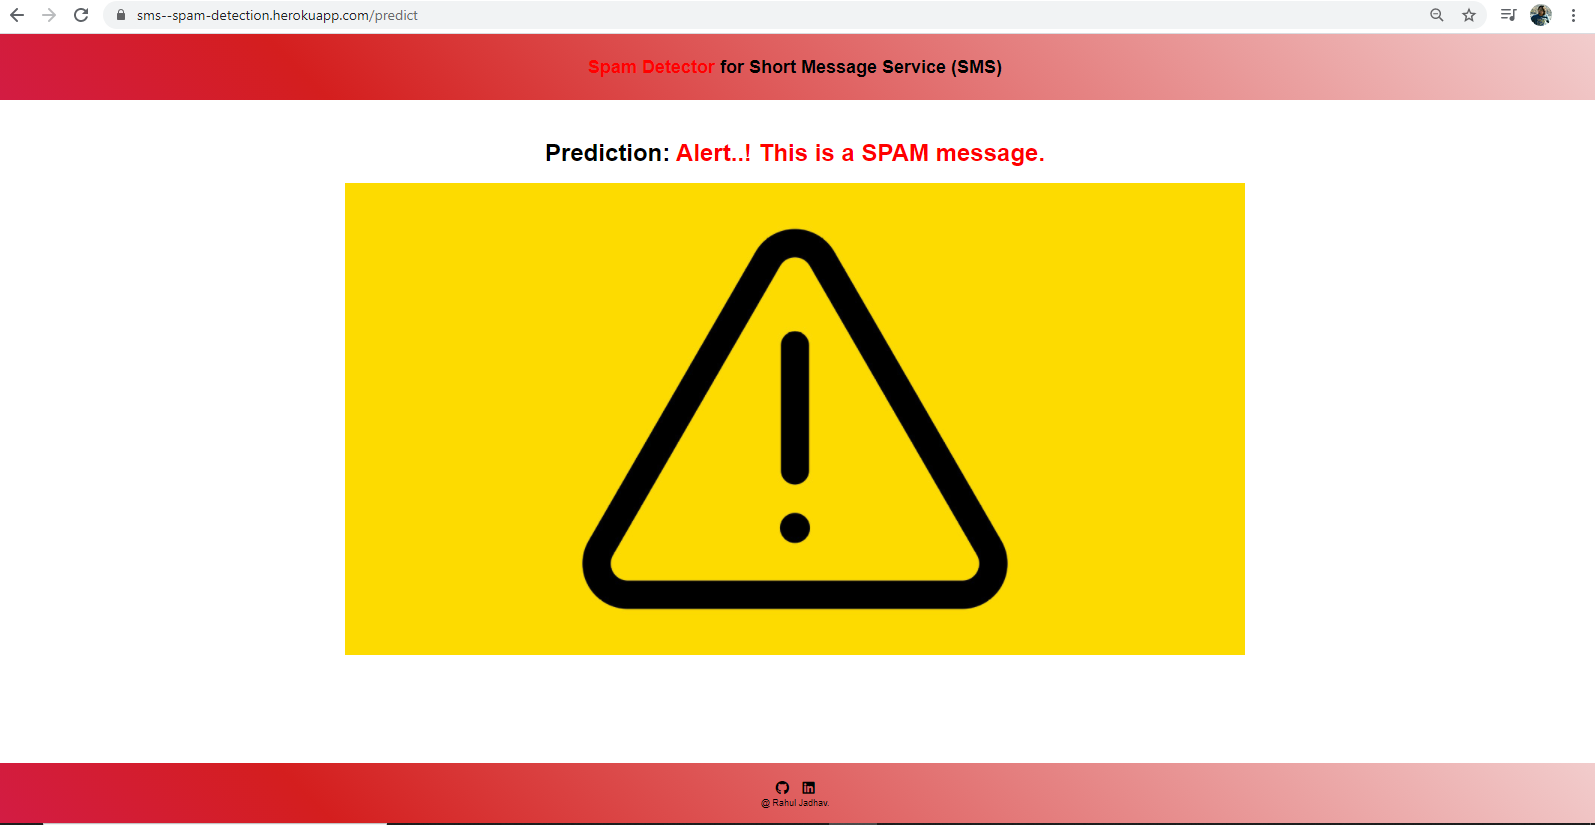 sms--spam-detection.herokuapp.com/predict
Spam Detector for Short Message Service (SMS)
Prediction: Alert..! This is a SPAM message.
@ Rahul Jadhav.